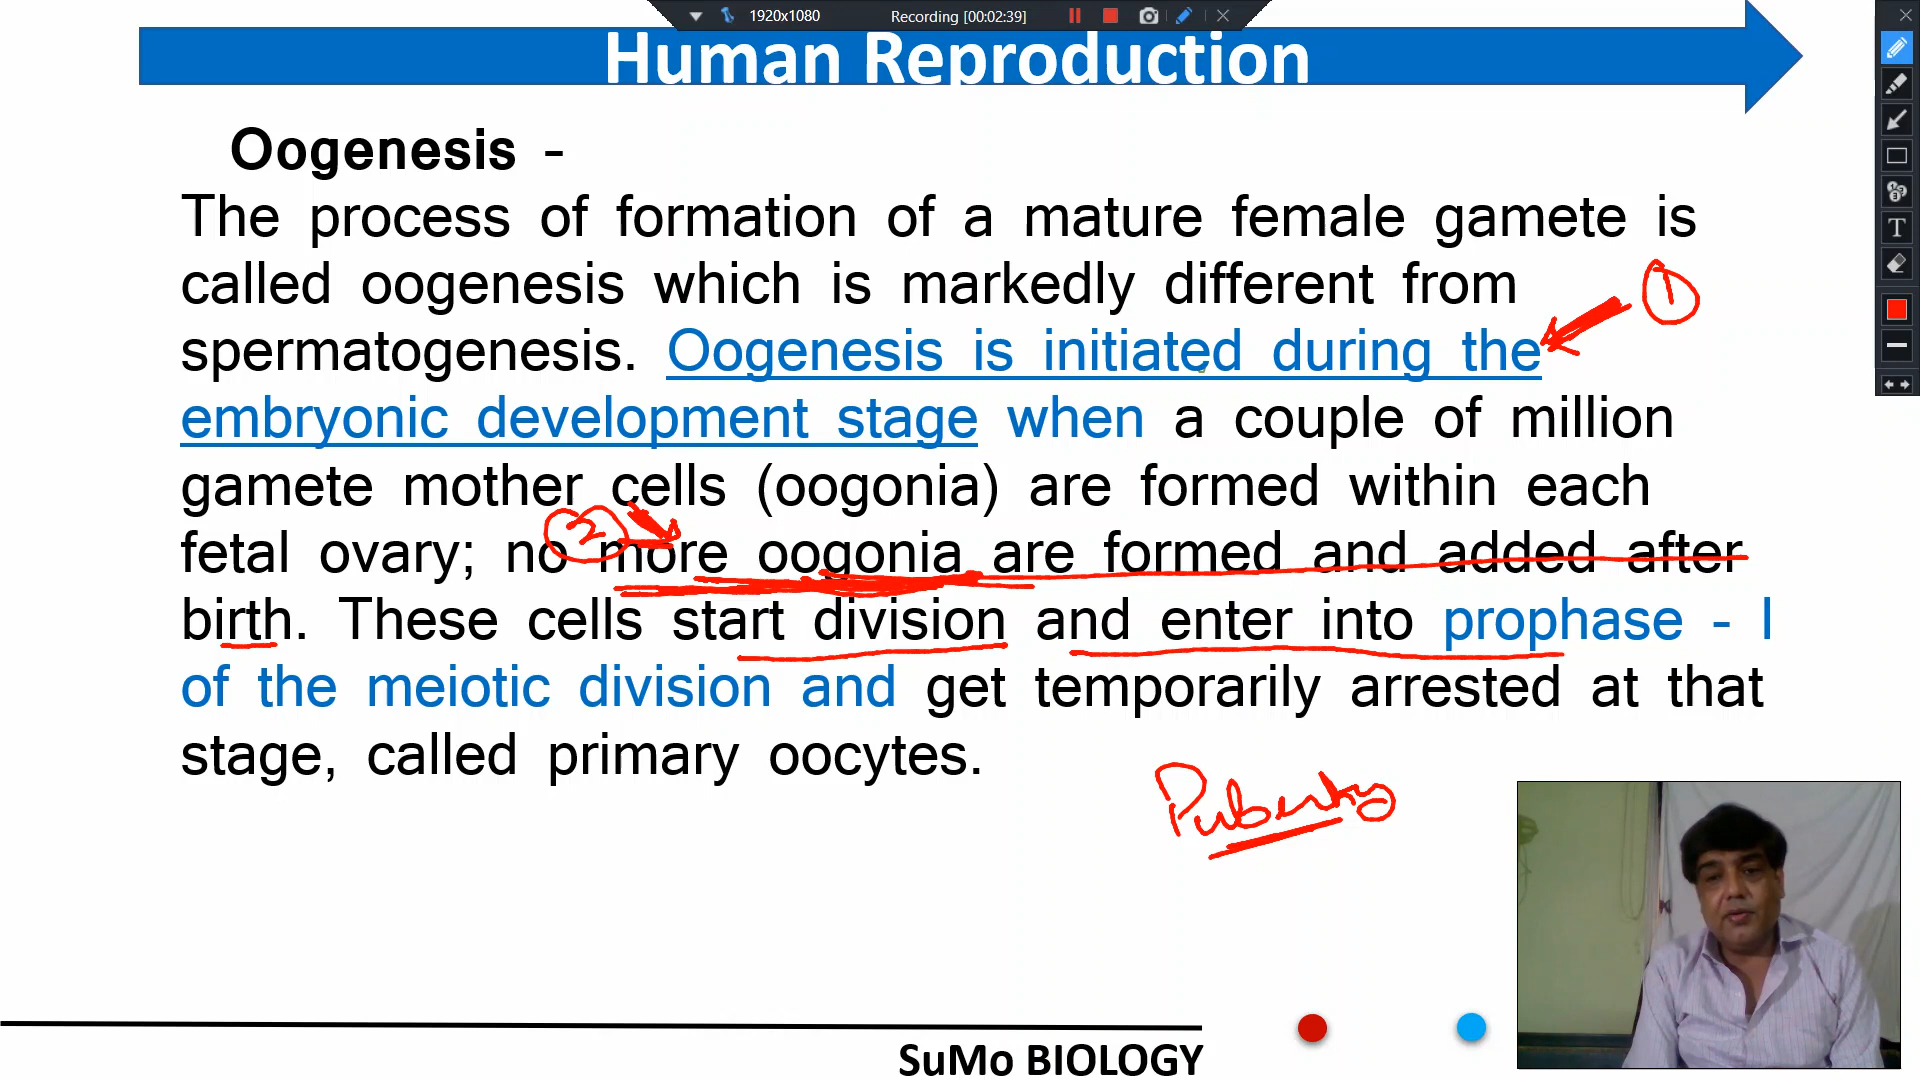 1920x1080 Recording [00:02:39]
Human Reproduction
Oogenesis -
The process of formation of a mature female gamete is
called oogenesis which is markedly different from
1
spermatogenesis. Oogenesis is initiated during the
embryonic development stage when a couple of million
gamete mother cells (oogonia) are formed within each
2
fetal ovary; no more oogonia are formed and added after
birth. These cells start division and enter into prophase - I
of the meiotic division and get temporarily arrested at that
stage, called primary oocytes.
Puberty
SuMo BIOLOGY